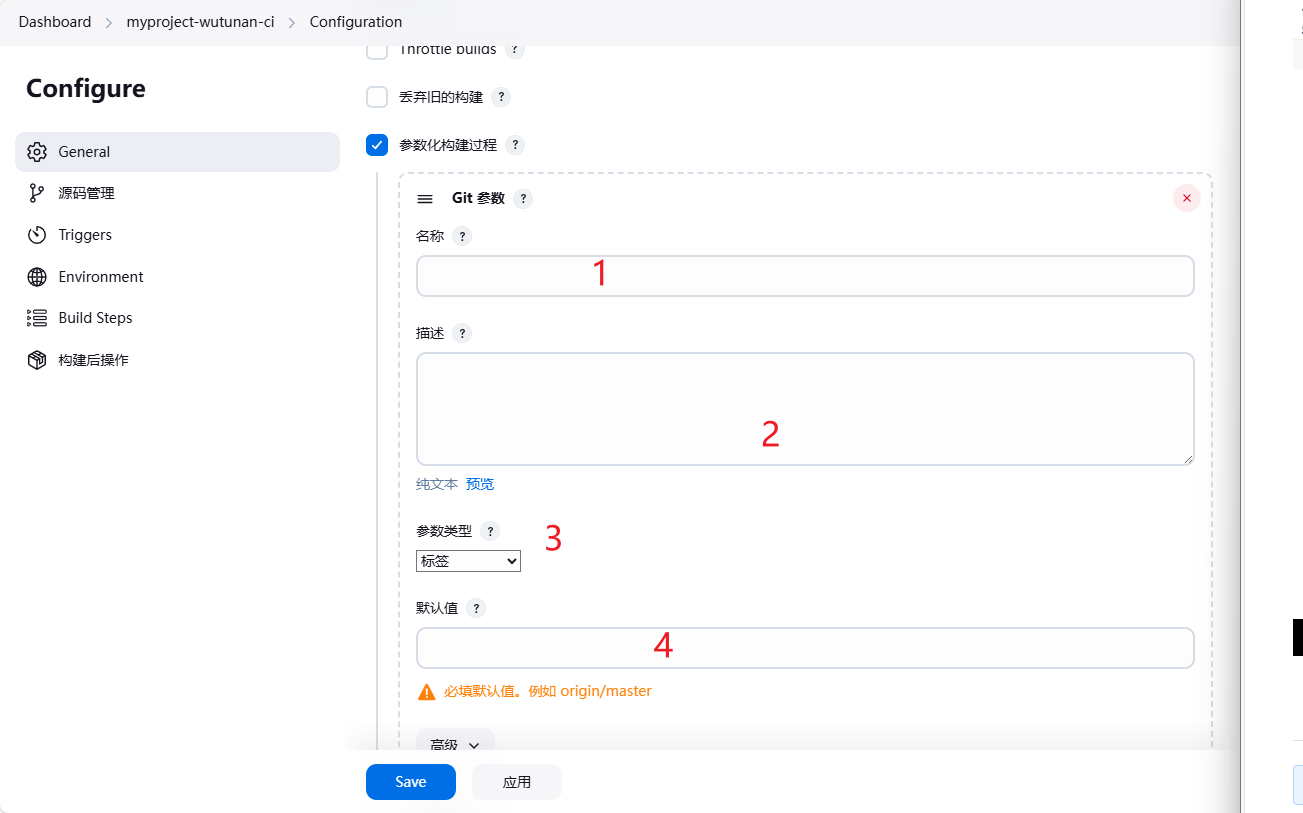 Dashboard > myproject-wutunan-ci > Configuration
Configure
General
源码管理
Triggers
Environment
Build Steps
构建后操作
Throttle builds ?
丢弃旧的构建 ?
参数化构建过程 ?
Git 参数 ?
名称 ?
1
描述 ?
2
纯文本 预览
参数类型 ?
3
标签
默认值 ?
4
必填默认值。例如 origin/master
高级
Save 应用